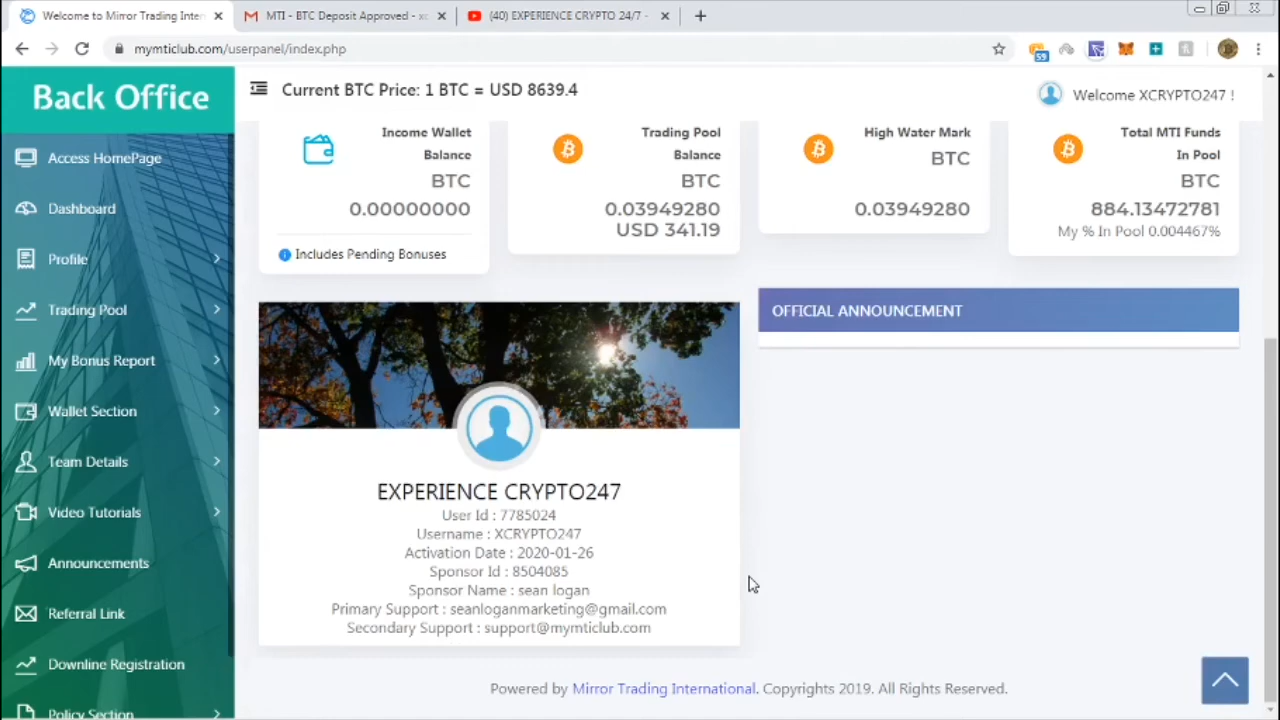 Welcome to Mirror Trading Inter
MTI - BTC Deposit Approved - xc
(40) EXPERIENCE CRYPTO 24/7 -
mymticlub.com/userpanel/index.php
59
Back Office
Current BTC Price: 1 BTC = USD 8639.4
Welcome XCRYPTO247 !
Access HomePage
Dashboard
Profile
Trading Pool
My Bonus Report
Wallet Section
Team Details
Video Tutorials
Announcements
Referral Link
Downline Registration
Policy Section
Income Wallet
Balance
BTC
0.00000000
Includes Pending Bonuses
Trading Pool
Balance
BTC
0.03949280
USD 341.19
High Water Mark
BTC
0.03949280
Total MTI Funds
In Pool
BTC
884.13472781
My % In Pool 0.004467%
OFFICIAL ANNOUNCEMENT
EXPERIENCE CRYPTO247
User Id : 7785024
Username : XCRYPTO247
Activation Date : 2020-01-26
Sponsor Id : 8504085
Sponsor Name : sean logan
Primary Support : seanloganmarketing@gmail.com
Secondary Support : support@mymticlub.com
Powered by Mirror Trading International. Copyrights 2019. All Rights Reserved.